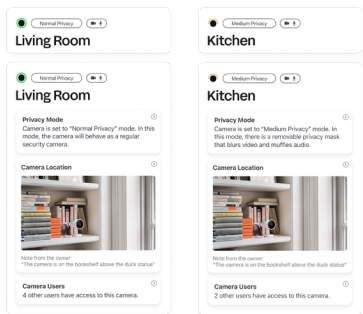 Normal Privacy
Living Room
Normal Privacy
Living Room
Privacy Mode
Camera is set to "Normal Privacy" mode. In this
mode, the camera will behave as a regular
security camera.
Camera Location
Note from the owner:
"The camera is on the bookshelf above the duck statue"
Camera Users
4 other users have access to this camera.
Medium Privacy
Kitchen
Medium Privacy
Kitchen
Privacy Mode
Camera is set to "Medium Privacy" mode. In
this mode, there is a removable privacy mask
that blurs video and muffles audio.
Camera Location
Note from the owner:
"The camera is on the bookshelf above the duck statue"
Camera Users
2 other users have access to this camera.